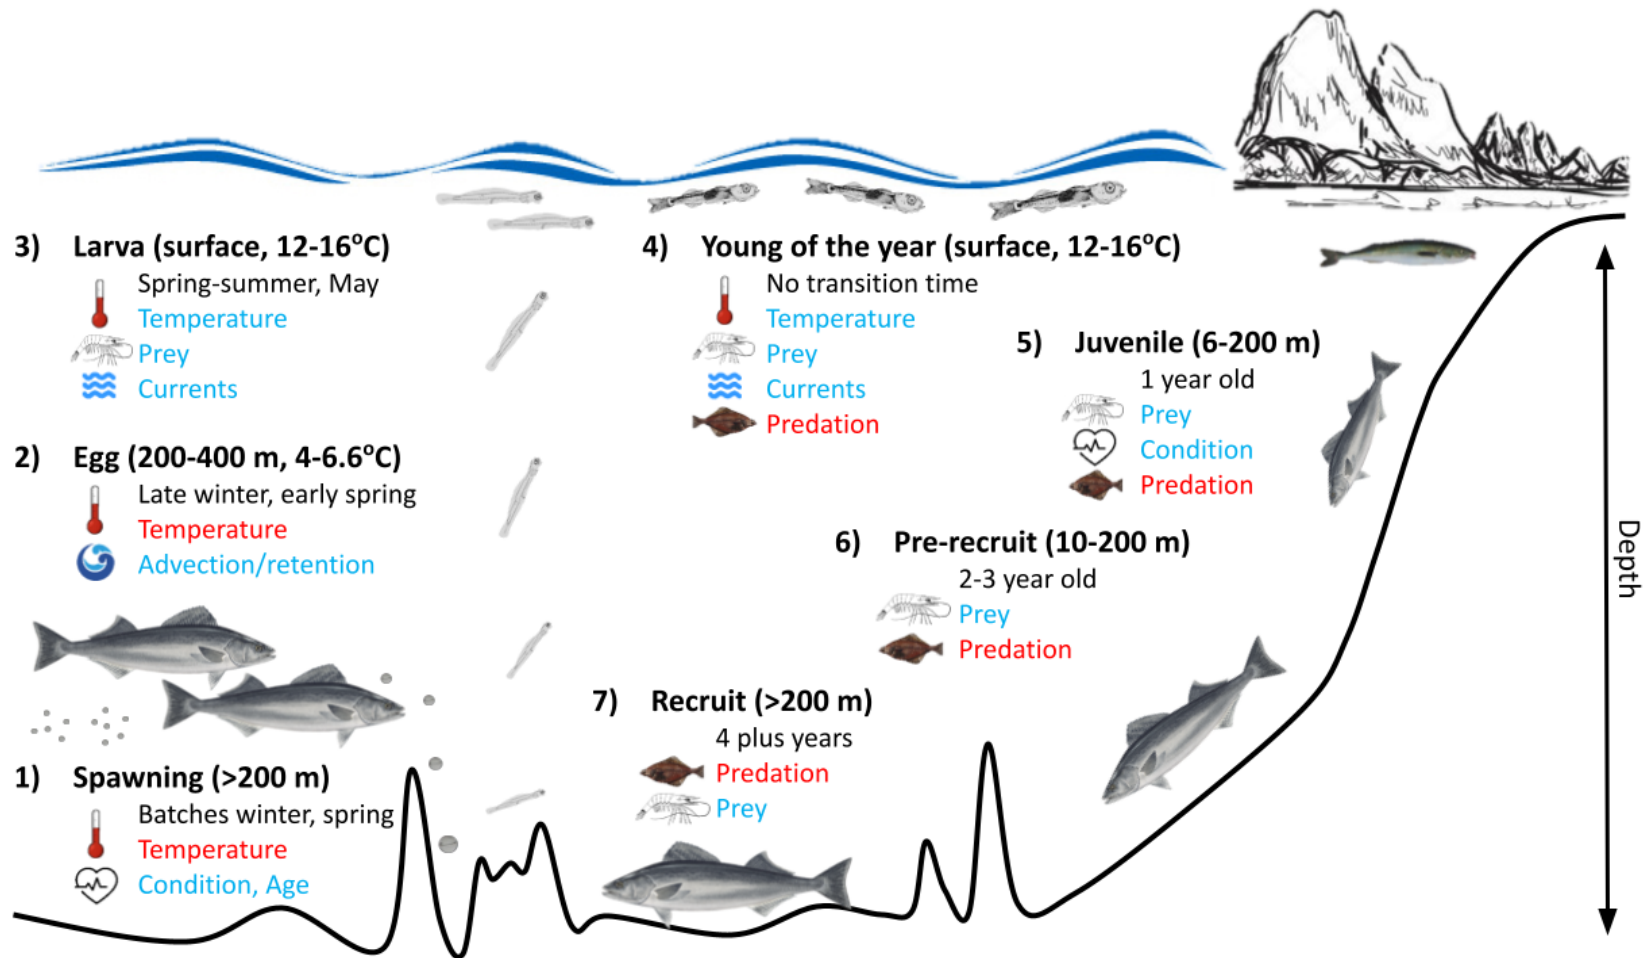 3) Larva (surface, 12-16°C)
Spring-summer, May
Temperature
Prey
Currents
4) Young of the year (surface, 12-16°C)
No transition time
Temperature
Prey
Currents
Predation
5) Juvenile (6-200 m)
1 year old
Prey
Condition
Predation
2) Egg (200-400 m, 4-6.6°C)
Late winter, early spring
Temperature
Advection/retention
6) Pre-recruit (10-200 m)
2-3 year old
Prey
Predation
7) Recruit (>200 m)
4 plus years
Predation
Prey
1) Spawning (>200 m)
Batches winter, spring
Temperature
Condition, Age
Depth